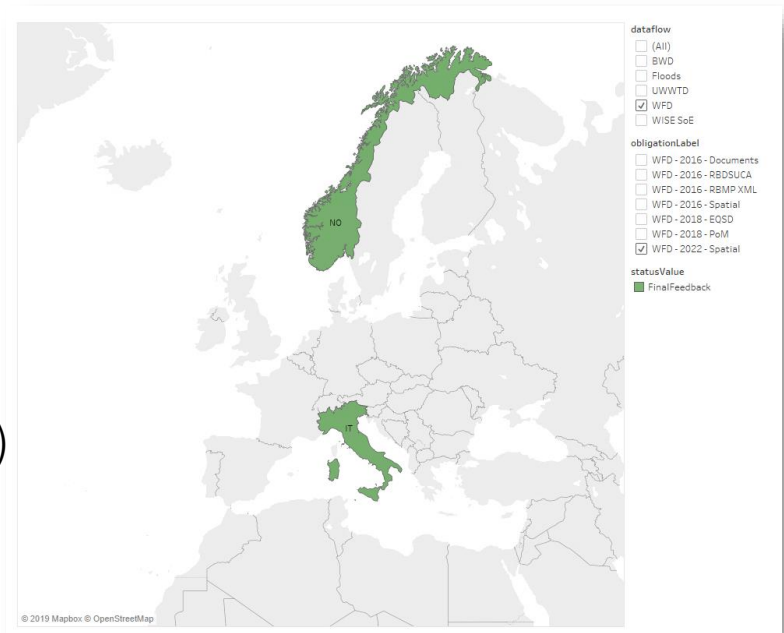 dataflow
(All)
BWD
Floods
UWWTD
WFD
WISE SoE
obligationLabel
WFD - 2016 - Documents
WFD - 2016 - RBDSUCA
WFD - 2016 - RBMP XML
WFD - 2016 - Spatial
WFD - 2018 - EQSD
WFD - 2018 - PoM
WFD - 2022 - Spatial
statusValue
FinalFeedback
NO
IT
)
© 2019 Mapbox © OpenStreetMap